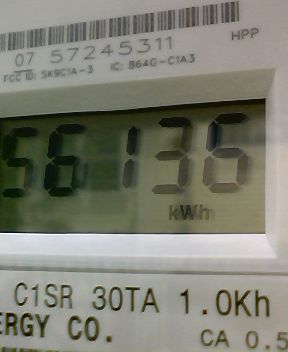 07 57245311 HPP
FCC ID: SK9C1A-3 IC: 864G-C1A3
56136
kWh
C1SR 30TA 1.0Kh
ERGY CO. CA 0.5